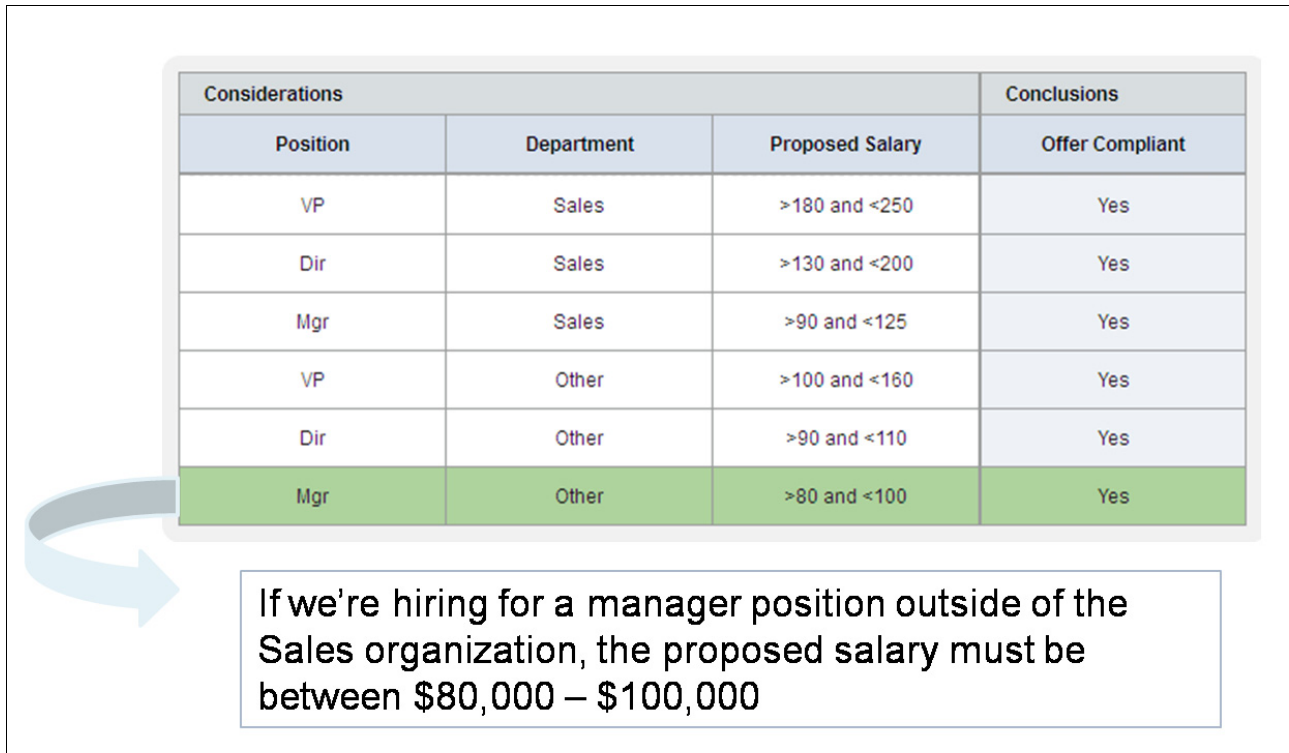 Considerations Conclusions
Position Department Proposed Salary Offer Compliant
VP Sales >180 and <250 Yes
Dir Sales >130 and <200 Yes
Mgr Sales >90 and <125 Yes
VP Other >100 and <160 Yes
Dir Other >90 and <110 Yes
Mgr Other >80 and <100 Yes
If we’re hiring for a manager position outside of the
Sales organization, the proposed salary must be
between $80,000 – $100,000